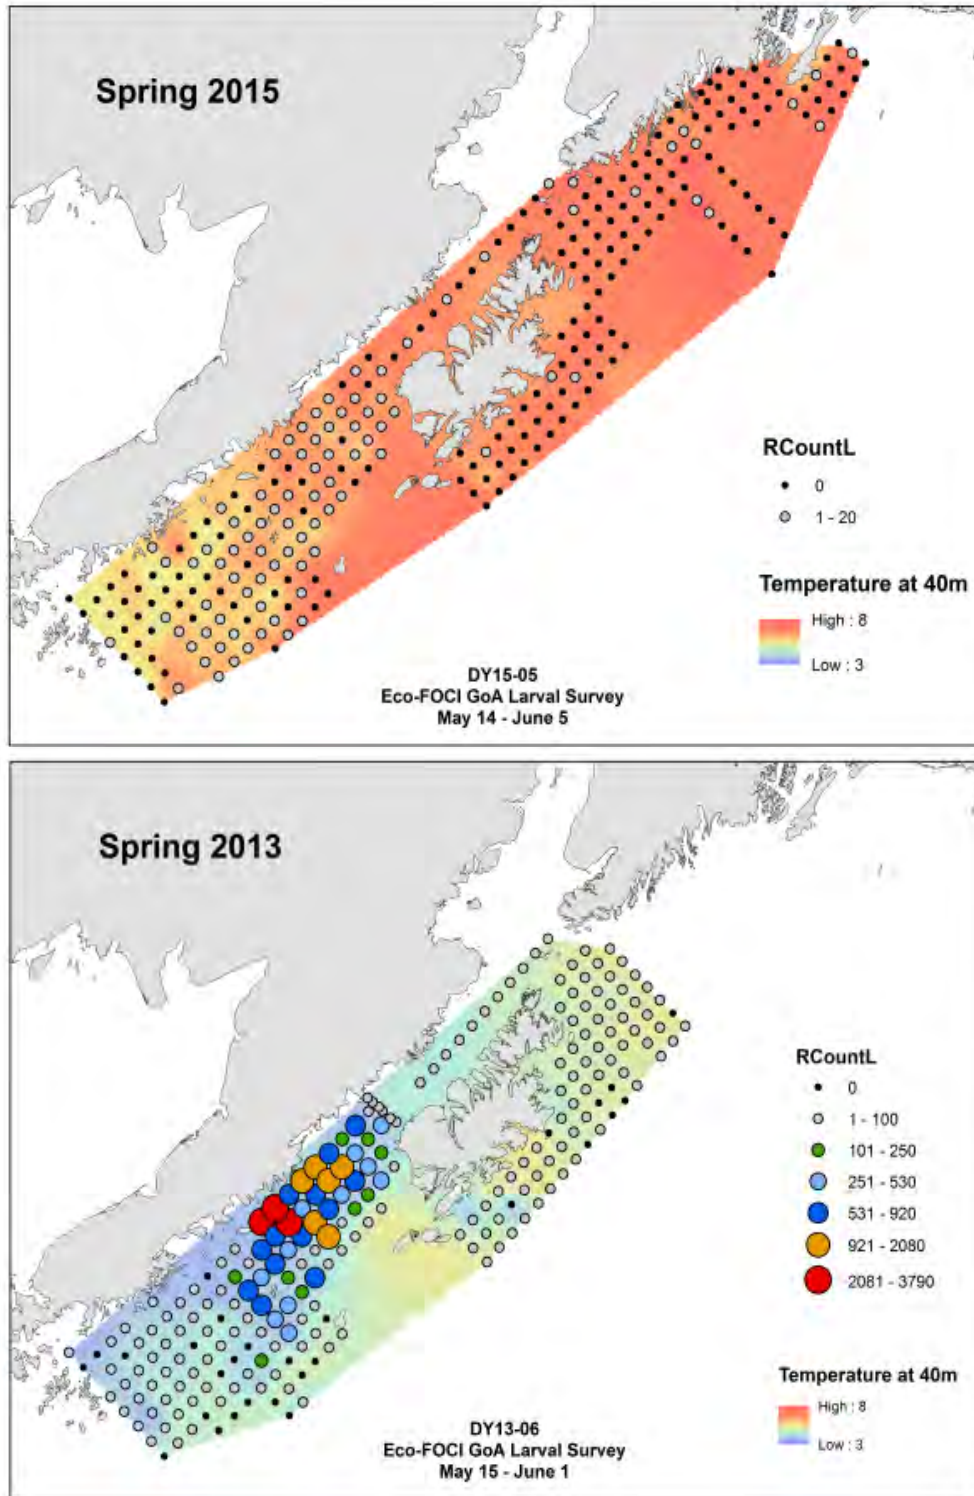 Spring 2015
RCountL
0
1 - 20
Temperature at 40m
High : 8
Low : 3
DY15-05
Eco-FOCI GoA Larval Survey
May 14 - June 5
Spring 2013
RCountL
0
1 - 100
101 - 250
251 - 530
531 - 920
921 - 2080
2081 - 3790
Temperature at 40m
High : 8
Low : 3
DY13-06
Eco-FOCI GoA Larval Survey
May 15 - June 1